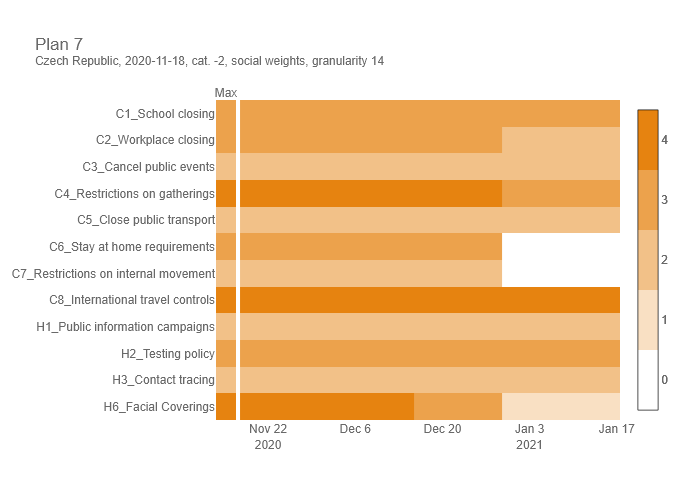 Plan 7
Czech Republic, 2020-11-18, cat. -2, social weights, granularity 14
Max
C1_School closing
C2_Workplace closing
C3_Cancel public events
C4_Restrictions on gatherings
C5_Close public transport
C6_Stay at home requirements
C7_Restrictions on internal movement
C8_International travel controls
H1_Public information campaigns
H2_Testing policy
H3_Contact tracing
H6_Facial Coverings
Nov 22 Dec 6 Dec 20 Jan 3 Jan 17
2020 2021
4
3
2
1
0